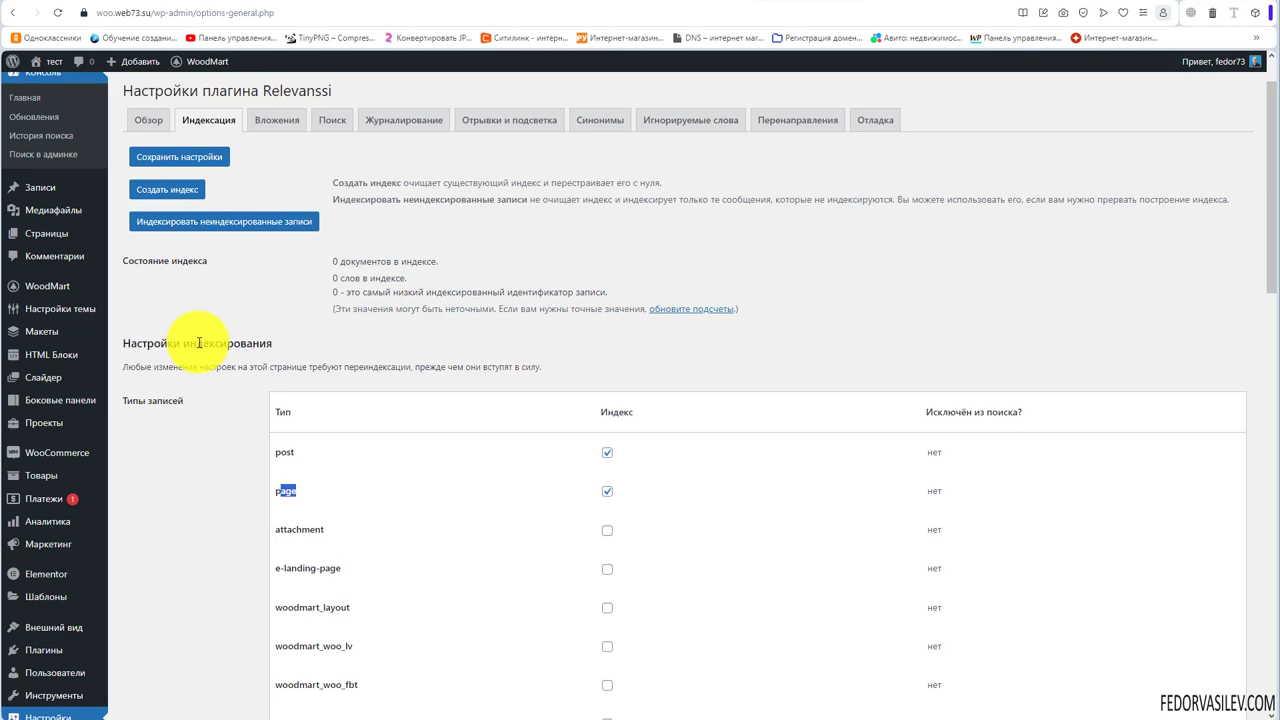 woo.web73.su/wp-admin/options-general.php
Одноклассники
Обучение создани...
TinyPNG – Compres...
Конвертировать JP...
Ситилинк - интерн...
Интернет-магазин...
Панель управления...
DNS – интернет маг...
Регистрация домен...
Авито: недвижимос...
Панель управления...
Интернет-магазин...
тест
0
Добавить
WoodMart
Привет, fedor73
Консоль
Главная
Обновления
История поиска
Поиск в админке
Записи
Медиафайлы
Страницы
Комментарии
WoodMart
Настройки темы
Макеты
HTML Блоки
Слайдер
Боковые панели
Проекты
WooCommerce
Товары
Платежи 1
Аналитика
Маркетинг
Elementor
Шаблоны
Внешний вид
Плагины
Пользователи
Инструменты
Настройки
Настройки плагина Relevanssi
Обзор
Индексация
Вложения
Поиск
Журналирование
Отрывки и подсветка
Синонимы
Игнорируемые слова
Перенаправления
Отладка
Сохранить настройки
Создать индекс
Индексировать неиндексированные записи
Создать индекс очищает существующий индекс и перестраивает его с нуля.
Индексировать неиндексированные записи не очищает индекс и индексирует только те сообщения, которые не индексируются. Вы можете использовать его, если вам нужно прервать построение индекса.
Состояние индекса
0 документов в индексе.
0 слов в индексе.
0 - это самый низкий индексированный идентификатор записи.
(Эти значения могут быть неточными. Если вам нужны точные значения, обновите подсчеты.)
Настройки индексирования
Любые изменения настроек на этой странице требуют переиндексации, прежде чем они вступят в силу.
Типы записей
Тип Индекс Исключён из поиска?
post нет
page нет
attachment нет
e-landing-page нет
woodmart_layout нет
woodmart_woo_lv нет
woodmart_woo_fbt нет
FEDORVASILEV.COM